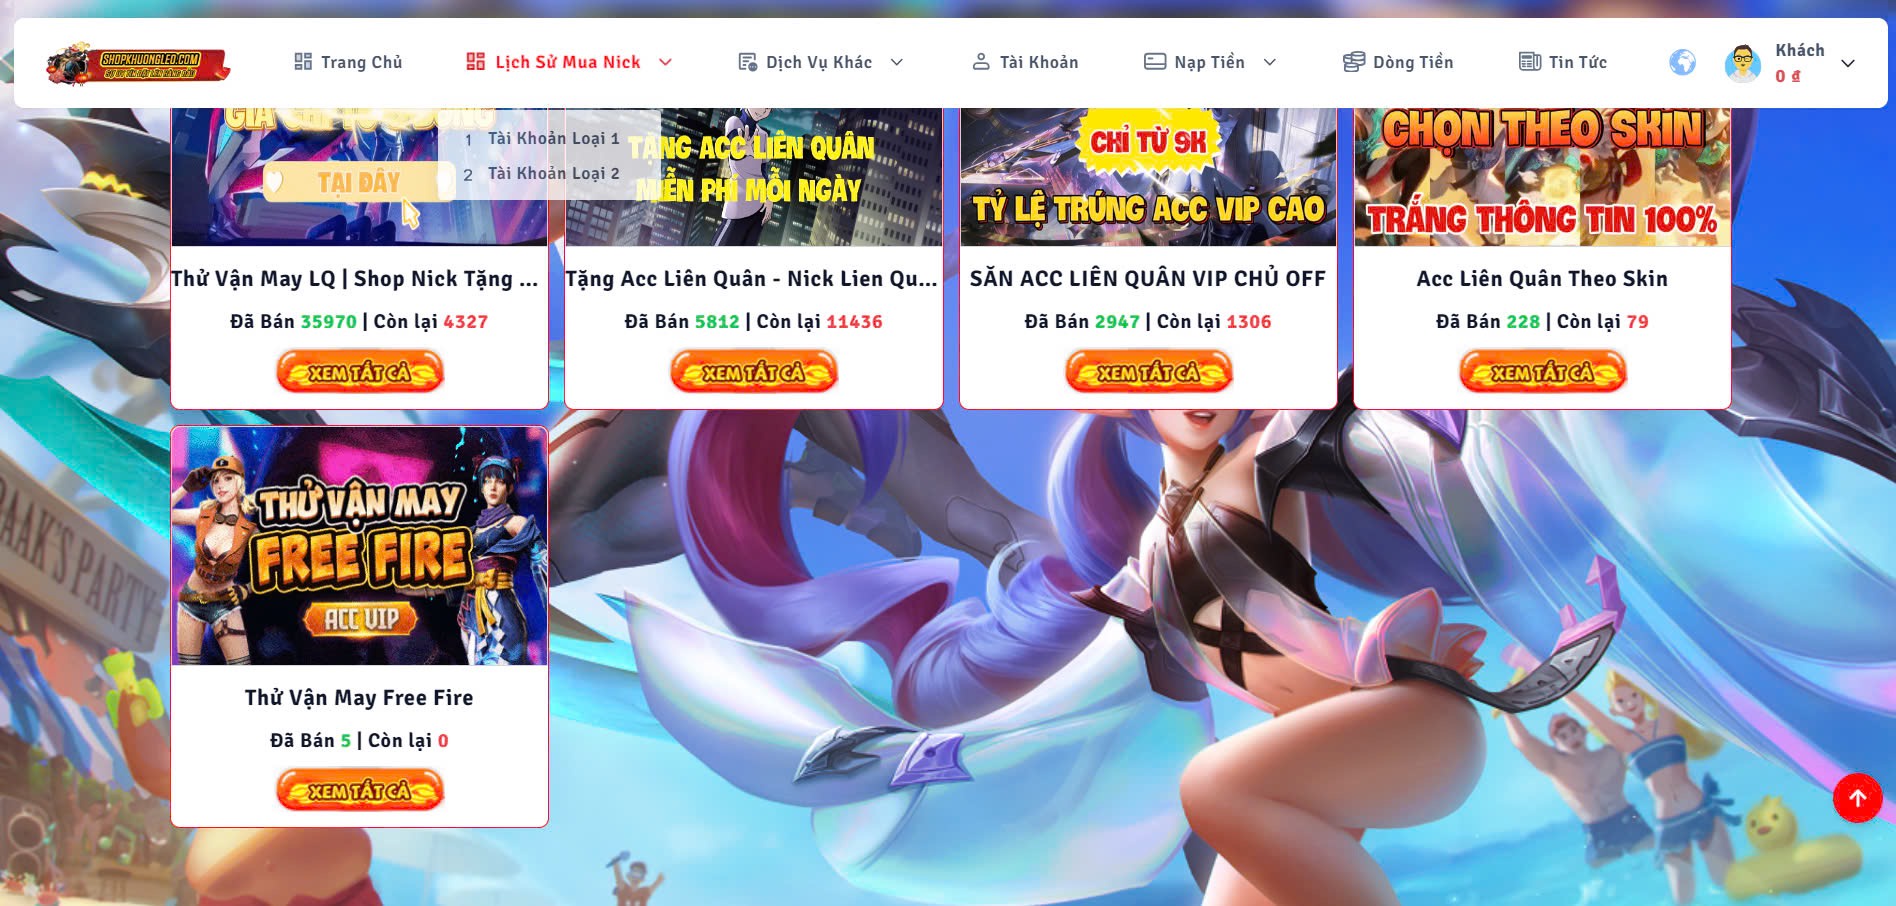 SHOPKHUONGLEO.COM
Trang Chủ
Lịch Sử Mua Nick
Dịch Vụ Khác
Tài Khoản
Nạp Tiền
Dòng Tiền
Tin Tức
Khách
0 đ
1 Tài Khoản Loại 1
2 Tài Khoản Loại 2
TẠI ĐÂY
TẶNG ACC LIÊN QUÂN
MIỄN PHÍ MỖI NGÀY
CHỈ TỪ 9K
TỶ LỆ TRÚNG ACC VIP CAO
CHỌN THEO SKIN
TRẮNG THÔNG TIN 100%
Thử Vận May LQ | Shop Nick Tặng ...
Đã Bán 35970 | Còn lại 4327
XEM TẤT CẢ
Tặng Acc Liên Quân - Nick Lien Qu...
Đã Bán 5812 | Còn lại 11436
XEM TẤT CẢ
SĂN ACC LIÊN QUÂN VIP CHỦ OFF
Đã Bán 2947 | Còn lại 1306
XEM TẤT CẢ
Acc Liên Quân Theo Skin
Đã Bán 228 | Còn lại 79
XEM TẤT CẢ
THỬ VẬN MAY
FREE FIRE
ACC VIP
Thử Vận May Free Fire
Đã Bán 5 | Còn lại 0
XEM TẤT CẢ
PARTY